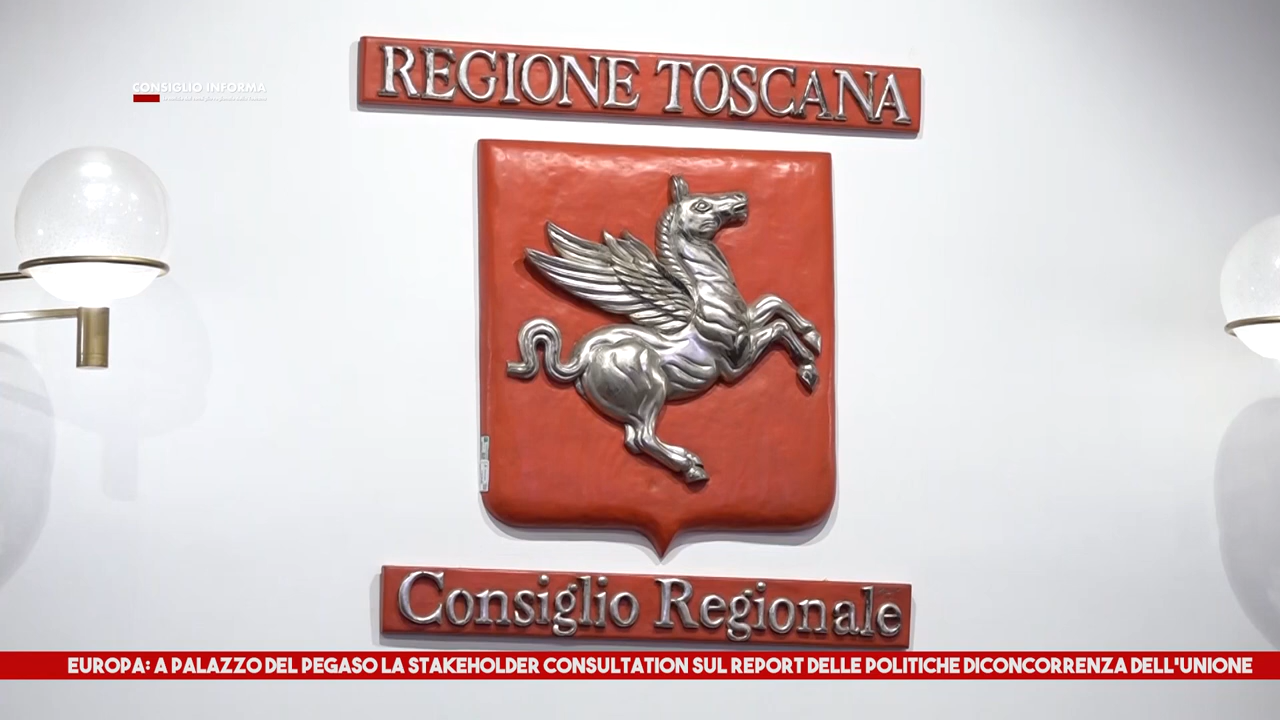 REGIONE TOSCANA
CONSIGLIO INFORMA
Consiglio Regionale
EUROPA: A PALAZZO DEL PEGASO LA STAKEHOLDER CONSULTATION SUL REPORT DELLE POLITICHE DICONCORRENZA DELL'UNIONE